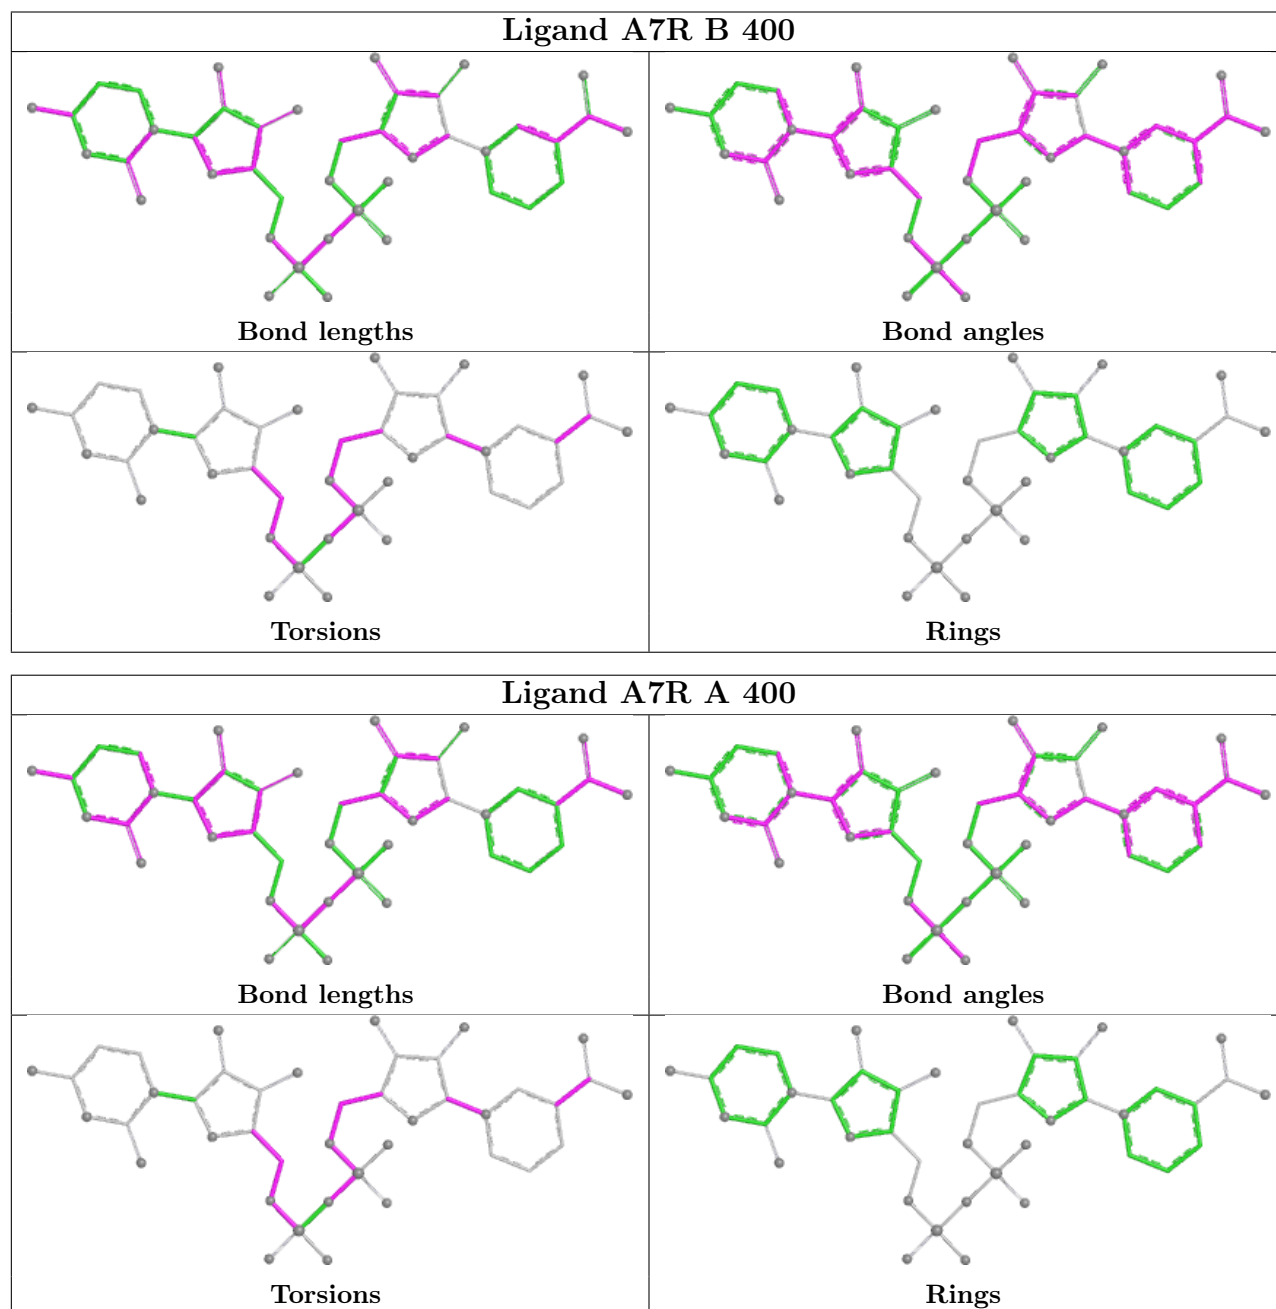 Ligand A7R B 400
Bond lengths
Bond angles
Torsions
Rings
Ligand A7R A 400
Bond lengths
Bond angles
Torsions
Rings